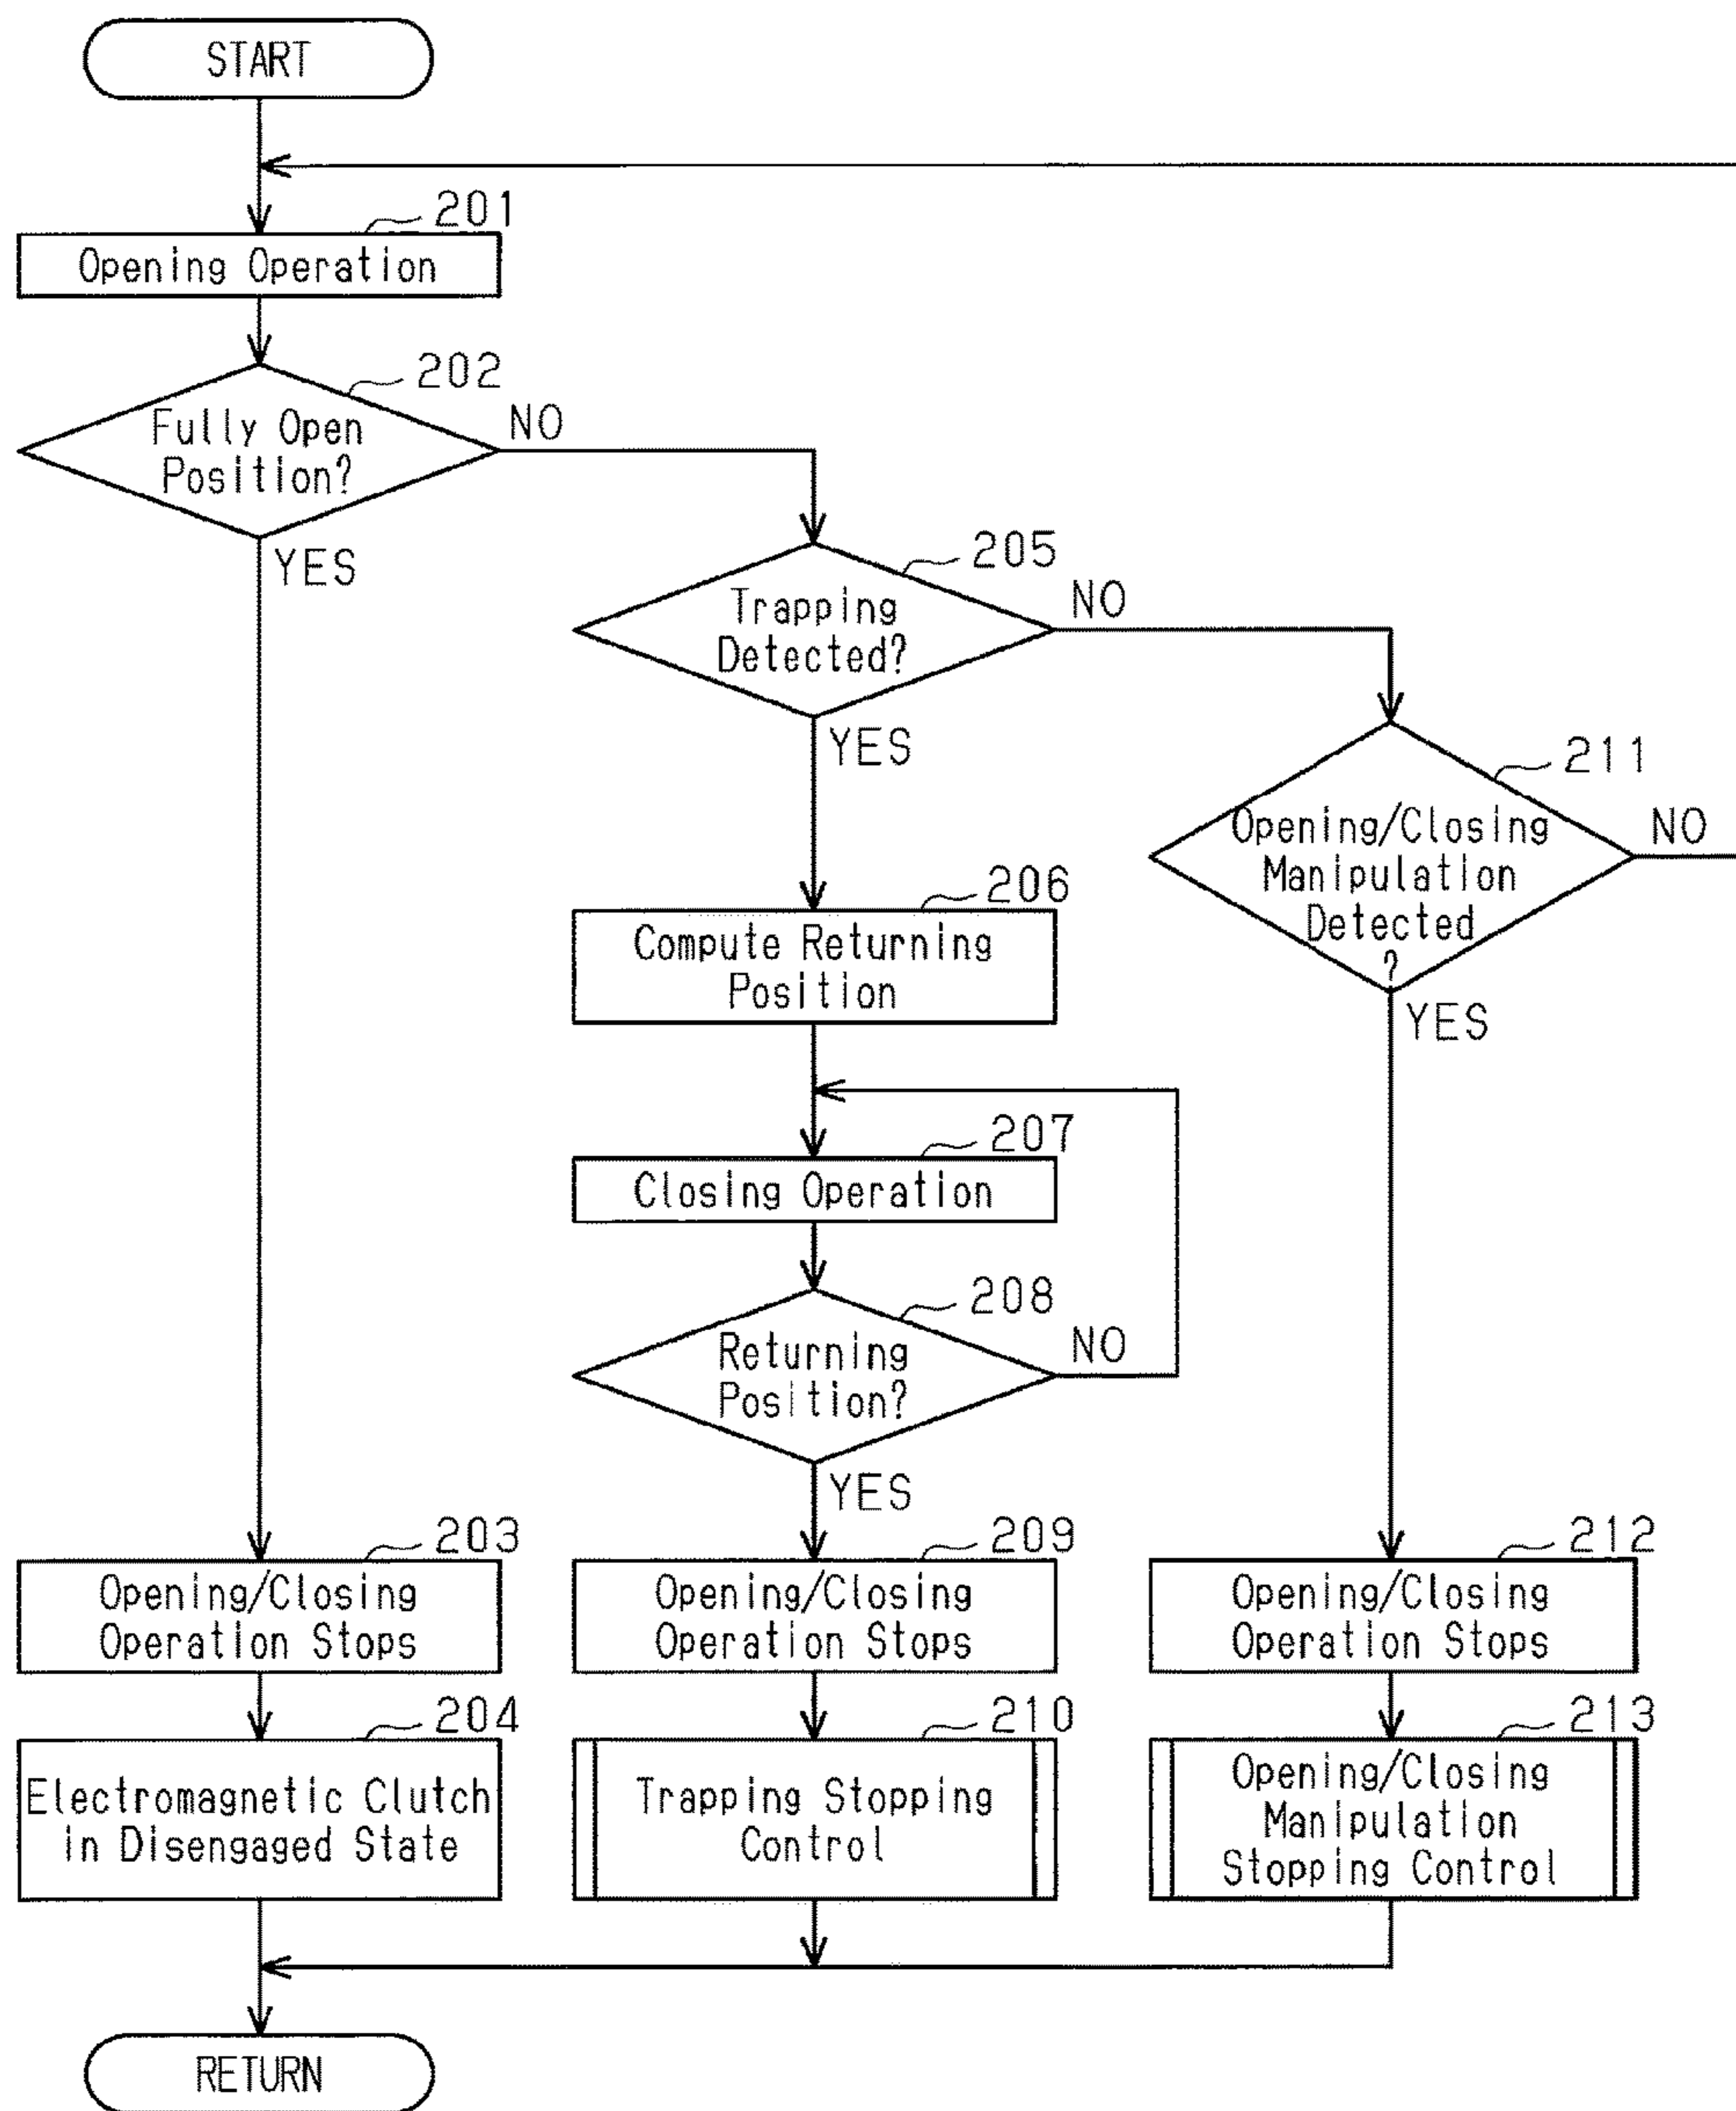 START
201
Opening Operation
202
Fully Open
Position?
NO
YES
205
Trapping
Detected?
NO
YES
211
Opening/Closing
Manipulation
Detected
?
NO
YES
206
Compute Returning
Position
207
Closing Operation
208
Returning
Position?
NO
YES
203
Opening/Closing
Operation Stops
209
Opening/Closing
Operation Stops
212
Opening/Closing
Operation Stops
204
Electromagnetic Clutch
in Disengaged State
210
Trapping Stopping
Control
213
Opening/Closing
Manipulation
Stopping Control
RETURN